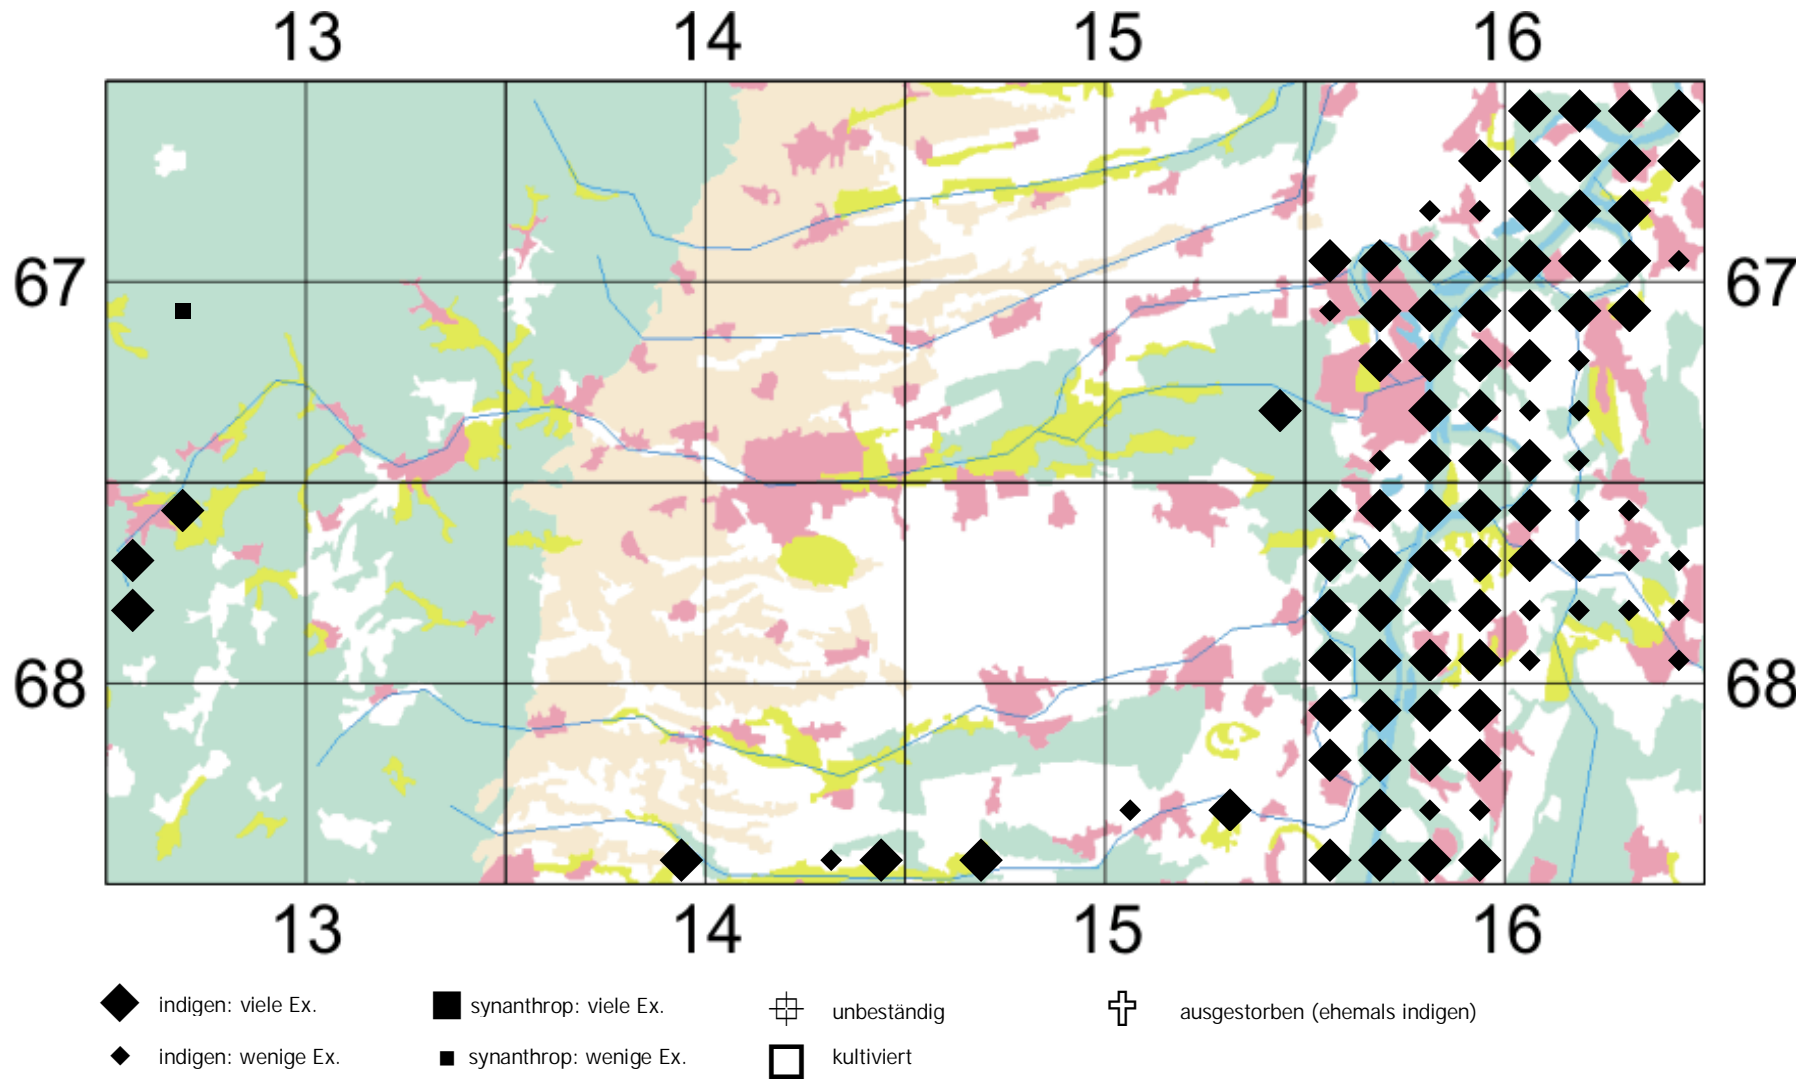 13 14 15 16
67 67
68 68
13 14 15 16
indigen: viele Ex. synanthrop: viele Ex. unbeständig ausgestorben (ehemals indigen)
indigen: wenige Ex. synanthrop: wenige Ex. kultiviert